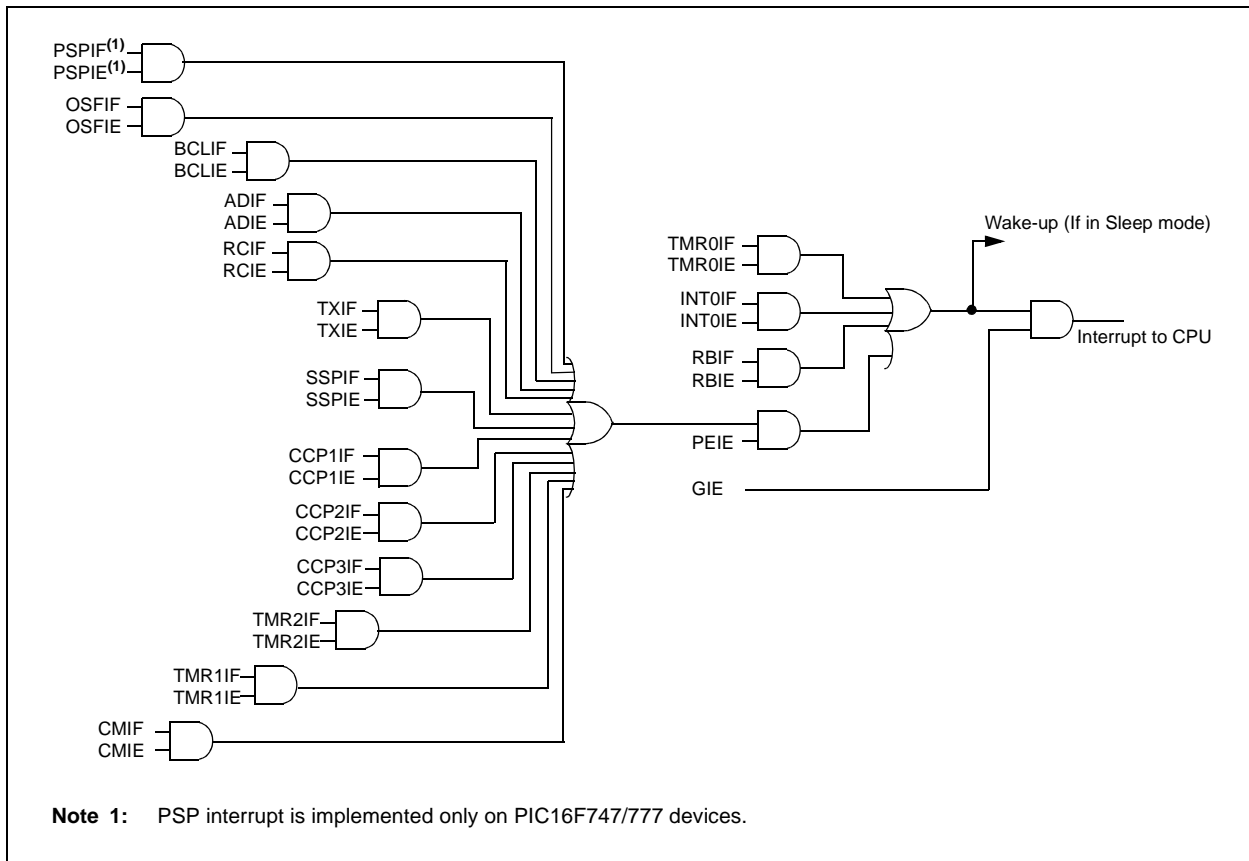 PSPIF(1)
PSPIE(1)
OSFIF
OSFIE
BCLIF
BCLIE
ADIF
ADIE
RCIF
RCIE
TXIF
TXIE
SSPIF
SSPIE
CCP1IF
CCP1IE
CCP2IF
CCP2IE
CCP3IF
CCP3IE
TMR2IF
TMR2IE
TMR1IF
TMR1IE
CMIF
CMIE
TMR0IF
TMR0IE
INT0IF
INT0IE
RBIF
RBIE
PEIE
GIE
Wake-up (If in Sleep mode)
Interrupt to CPU
Note 1: PSP interrupt is implemented only on PIC16F747/777 devices.